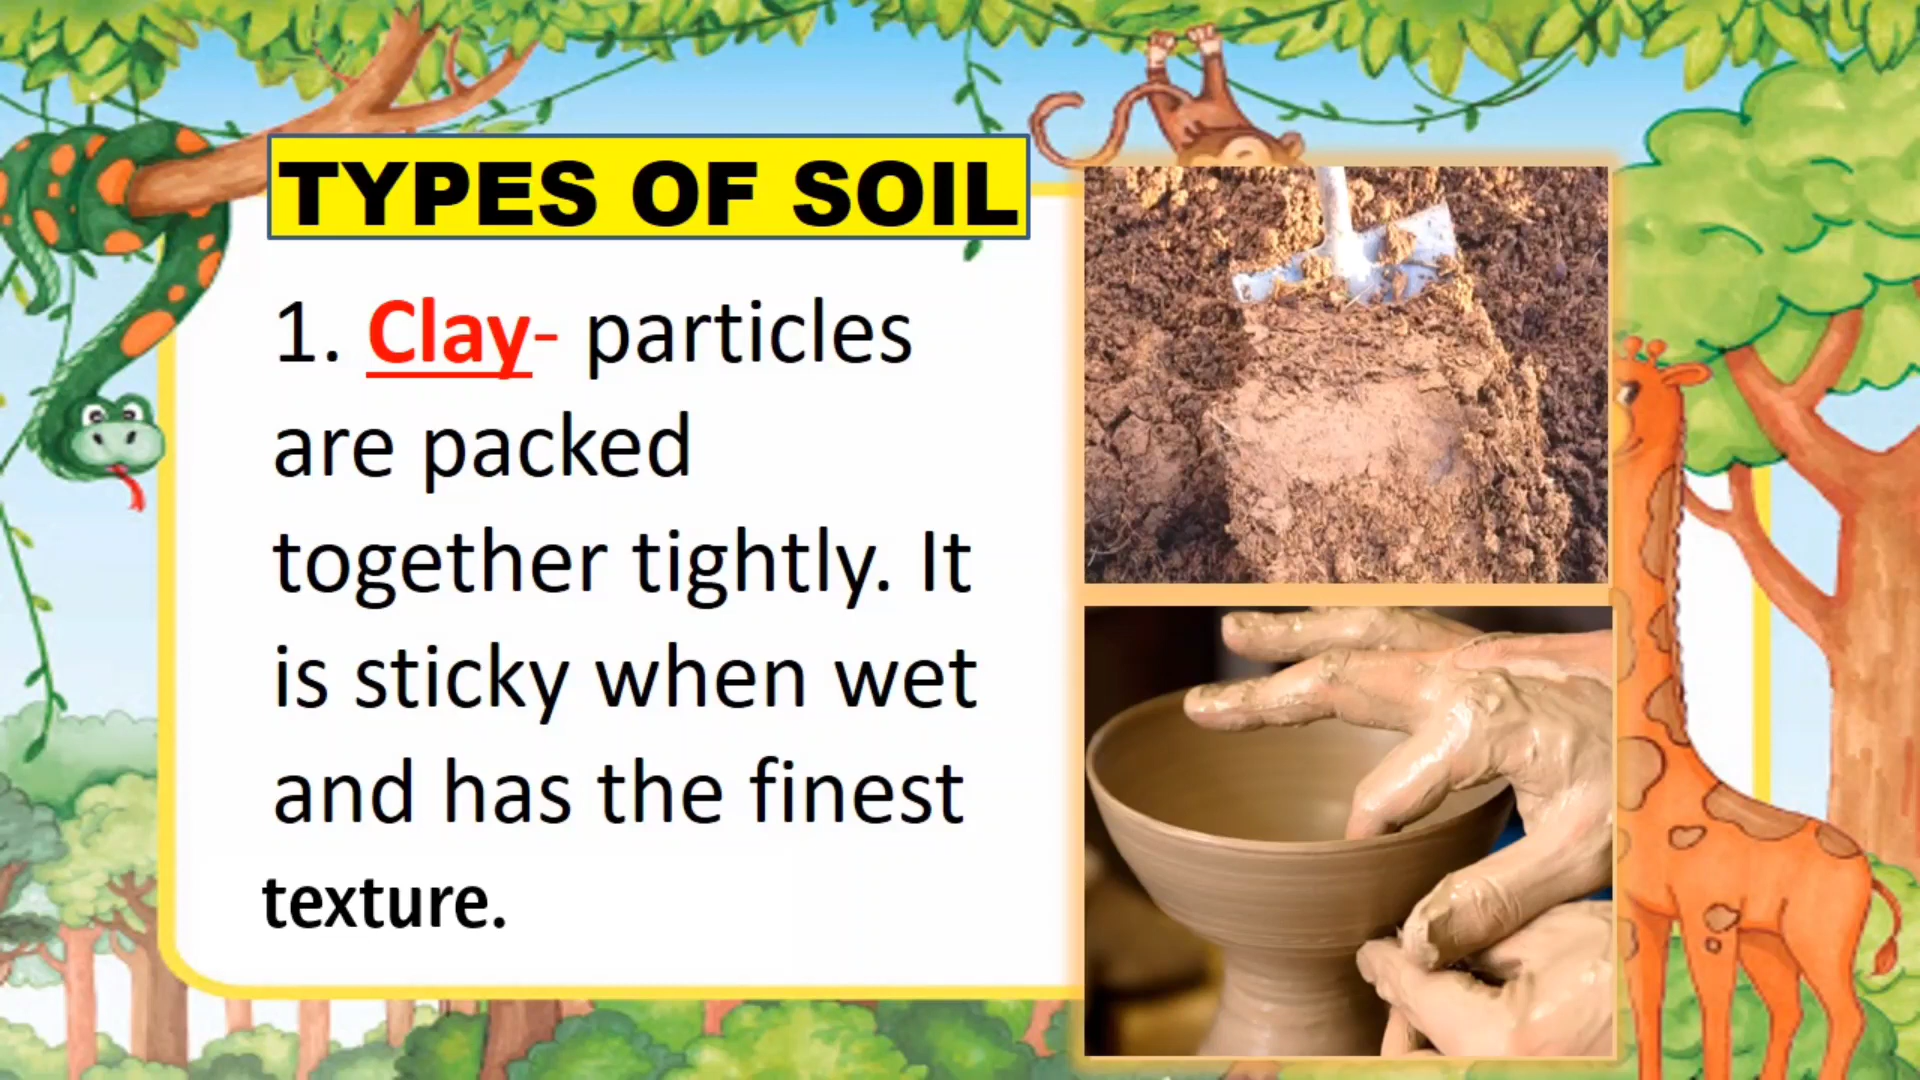 TYPES OF SOIL
1. Clay- particles
are packed
together tightly. It
is sticky when wet
and has the finest
texture.